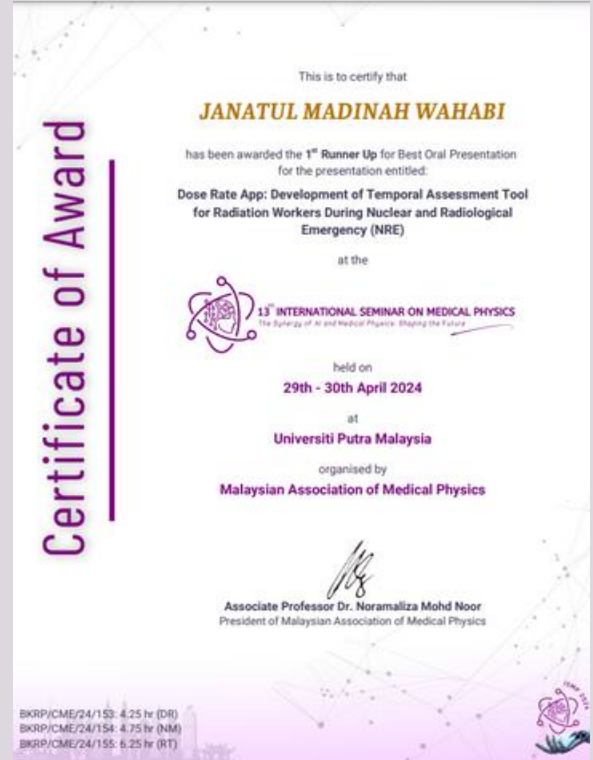 Certificate of Award
This is to certify that
JANATUL MADINAH WAHABI
has been awarded the 1st Runner Up for Best Oral Presentation
for the presentation entitled:
Dose Rate App: Development of Temporal Assessment Tool
for Radiation Workers During Nuclear and Radiological
Emergency (NRE)
at the
13th INTERNATIONAL SEMINAR ON MEDICAL PHYSICS
The Synergy of AI and Medical Physics: Shaping the Future
held on
29th - 30th April 2024
at
Universiti Putra Malaysia
organised by
Malaysian Association of Medical Physics
Associate Professor Dr. Noramaliza Mohd Noor
President of Malaysian Association of Medical Physics
BKRP/CME/24/153: 4.25 hr (DR)
BKRP/CME/24/154: 4.75 hr (NM)
BKRP/CME/24/155: 6.25 hr (RT)
ISMP 2024